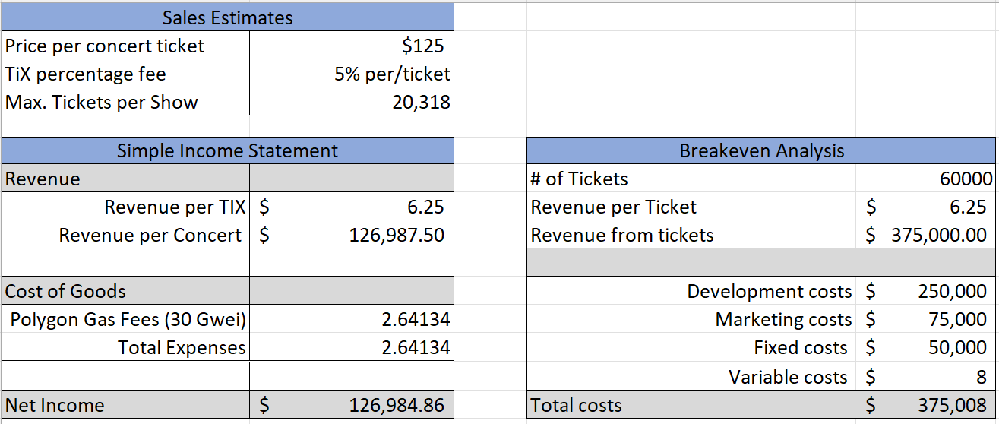 Sales Estimates
Price per concert ticket $125
TiX percentage fee 5% per/ticket
Max. Tickets per Show 20,318
Simple Income Statement
Revenue
Revenue per TIX $ 6.25
Revenue per Concert $ 126,987.50
Cost of Goods
Polygon Gas Fees (30 Gwei) 2.64134
Total Expenses 2.64134
Net Income $ 126,984.86
Breakeven Analysis
# of Tickets 60000
Revenue per Ticket $ 6.25
Revenue from tickets $ 375,000.00
Development costs $ 250,000
Marketing costs $ 75,000
Fixed costs $ 50,000
Variable costs $ 8
Total costs $ 375,008